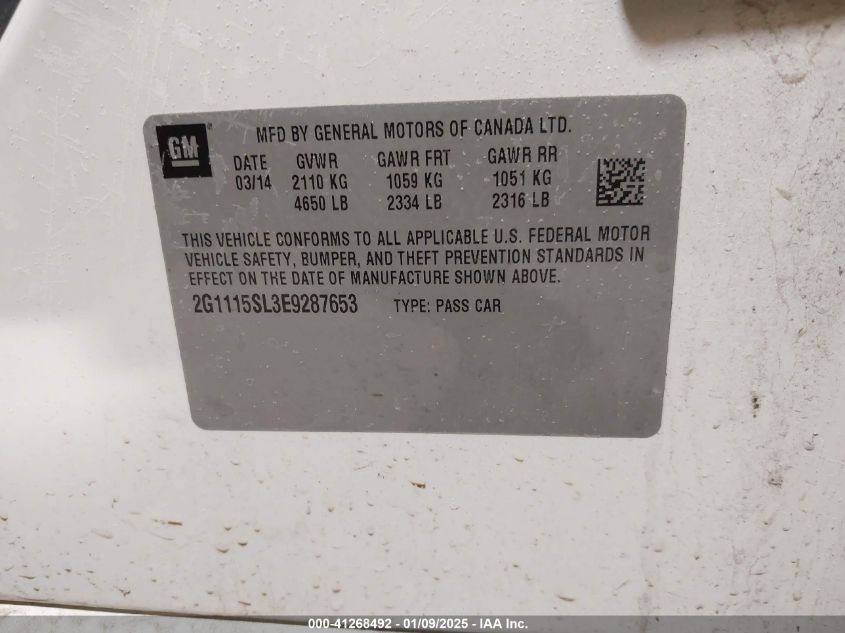 GM
MFD BY GENERAL MOTORS OF CANADA LTD.
DATE GVWR GAWR FRT GAWR RR
03/14 2110 KG 1059 KG 1051 KG
4650 LB 2334 LB 2316 LB
THIS VEHICLE CONFORMS TO ALL APPLICABLE U.S. FEDERAL MOTOR
VEHICLE SAFETY, BUMPER, AND THEFT PREVENTION STANDARDS IN
EFFECT ON THE DATE OF MANUFACTURE SHOWN ABOVE.
2G1115SL3E9287653 TYPE: PASS CAR
000-41268492 - 01/09/2025 - IAA Inc.